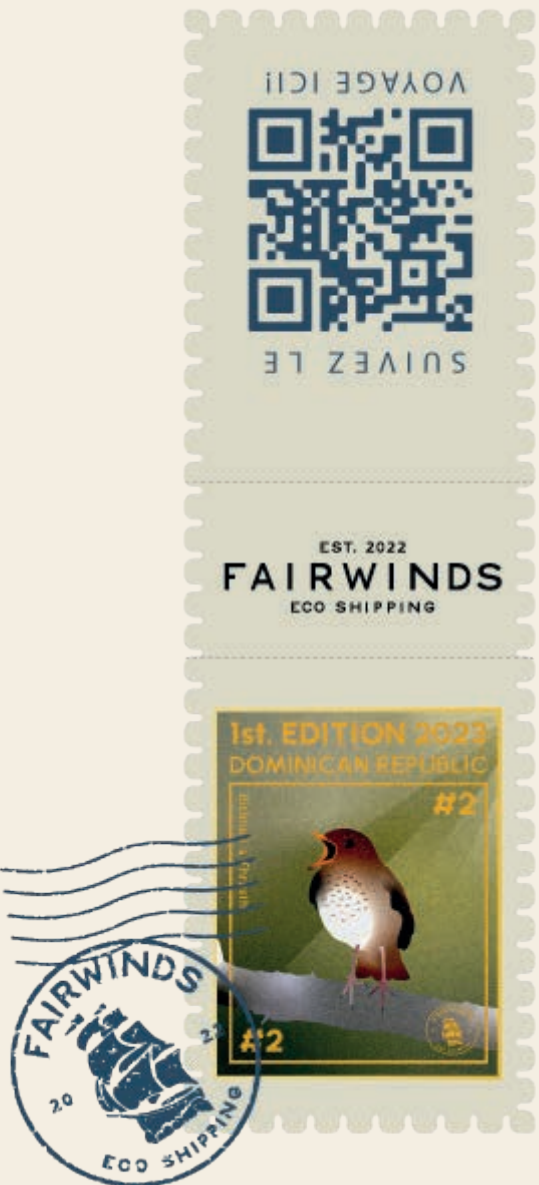 SUIVEZ LE
VOYAGE ICI!
EST. 2022
FAIRWINDS
ECO SHIPPING
1st. EDITION 2023
DOMINICAN REPUBLIC
#2
#2
FAIRWINDS
20 22
ECO SHIPPING